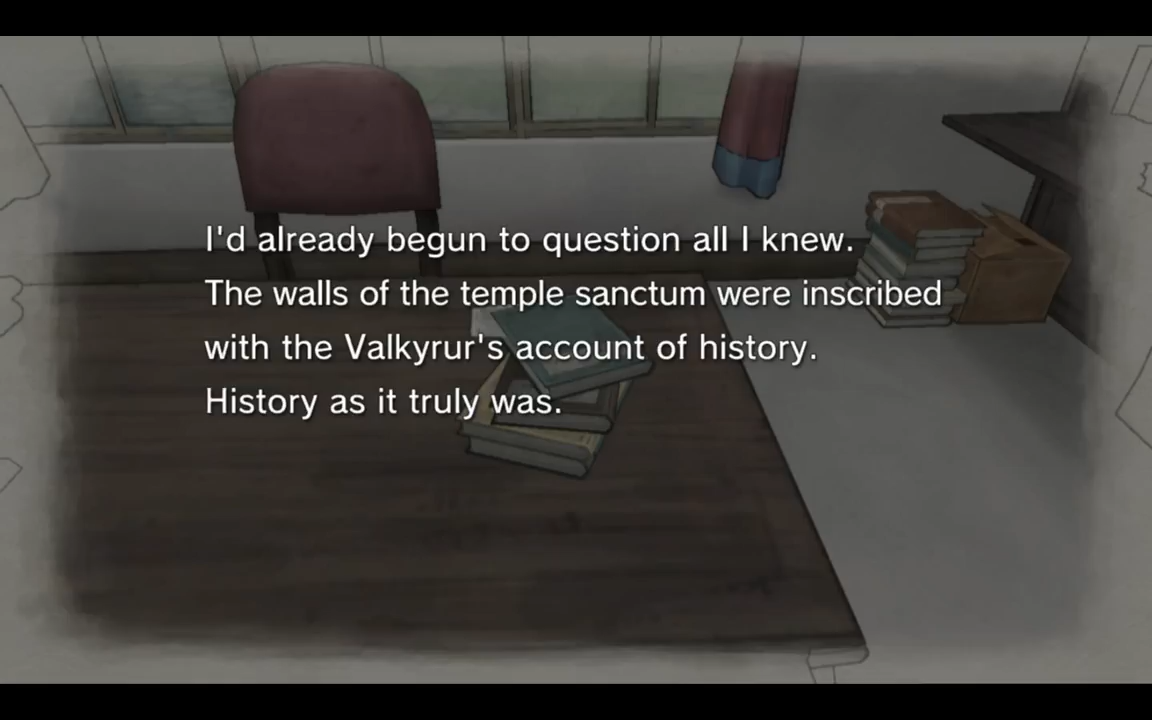 I'd already begun to question all I knew.
The walls of the temple sanctum were inscribed
with the Valkyrur's account of history.
History as it truly was.